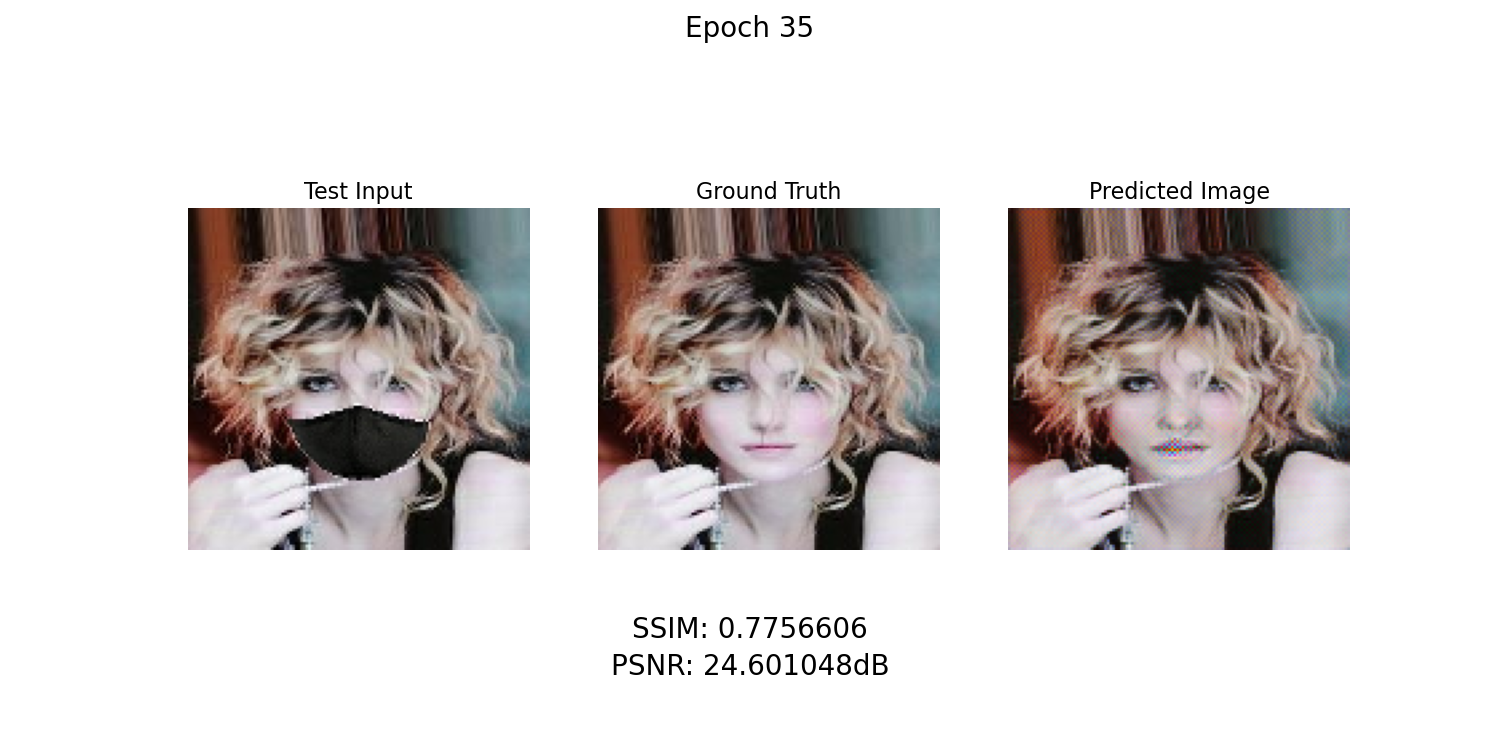 Epoch 35
Test Input
Ground Truth
Predicted Image
SSIM: 0.7756606
PSNR: 24.601048dB